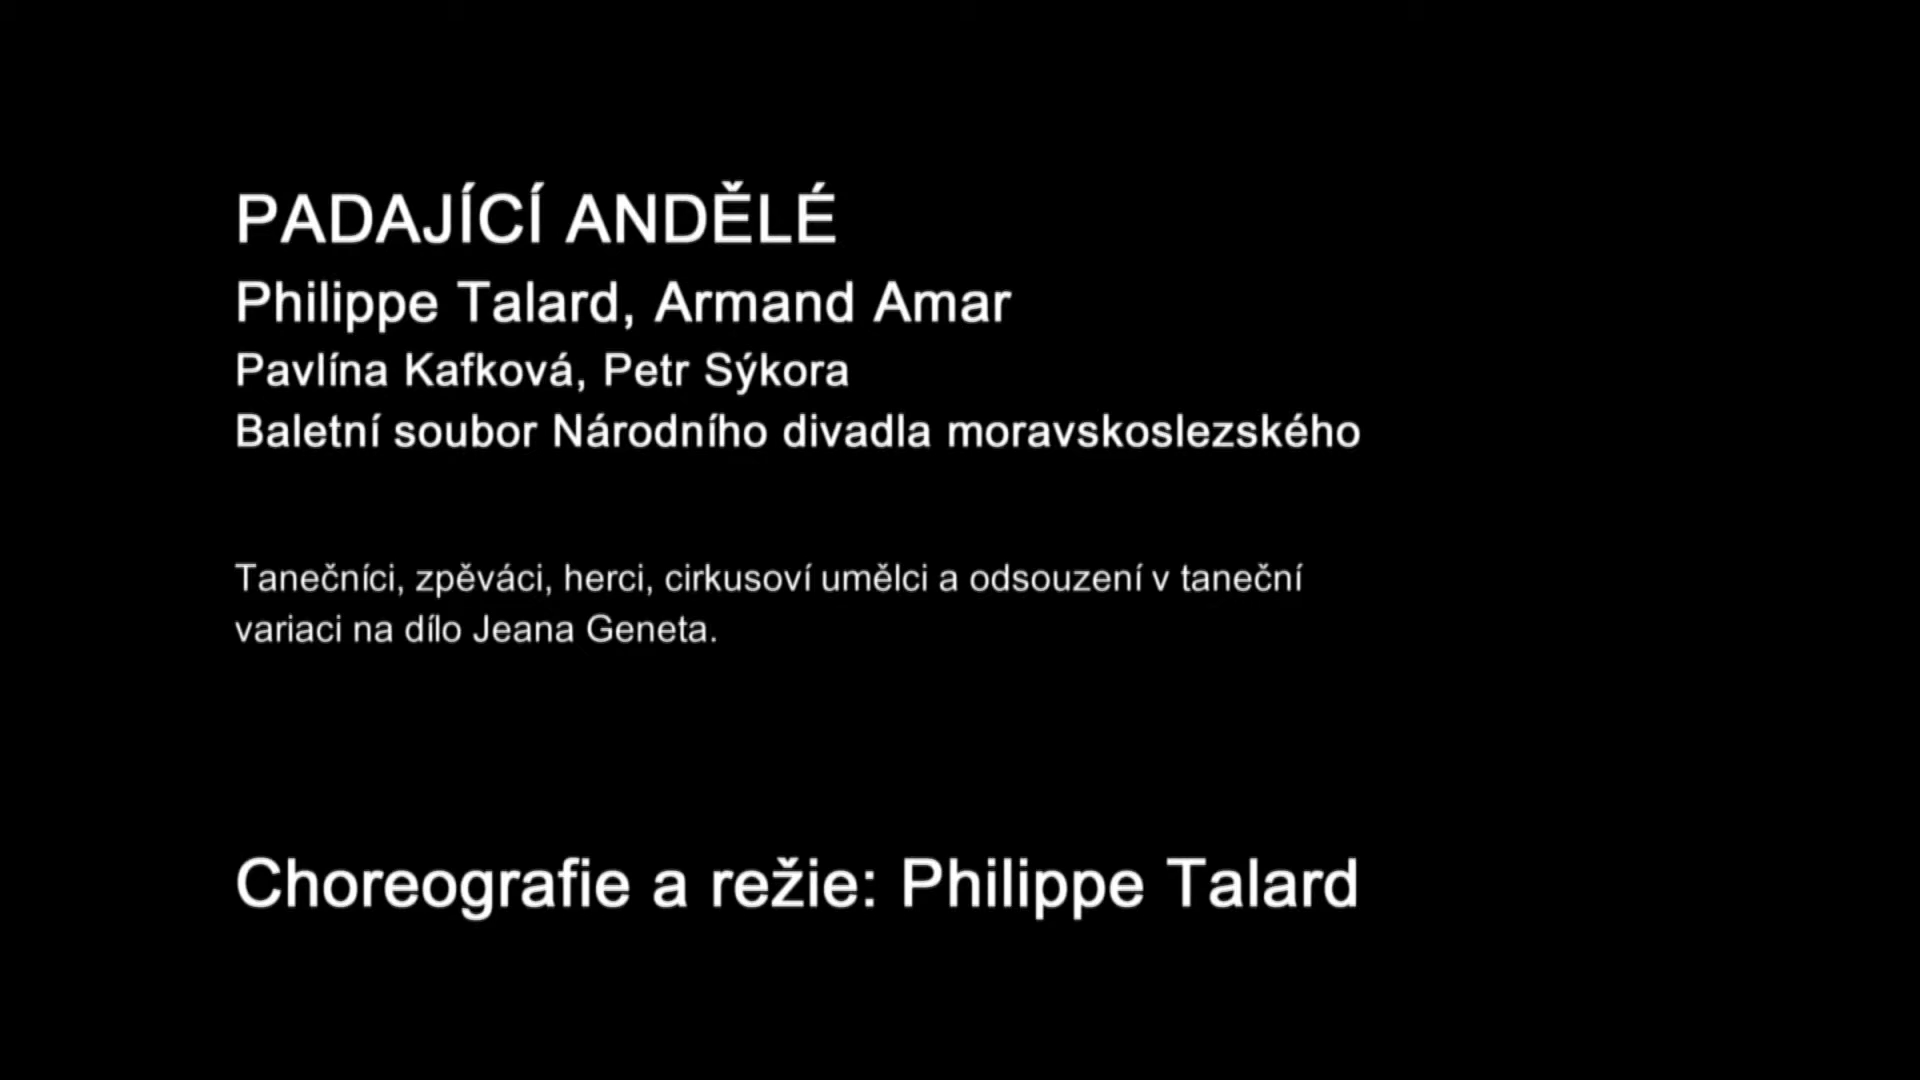 PADAJÍCÍ ANDĚLÉ
Philippe Talard, Armand Amar
Pavlína Kafková, Petr Sýkora
Baletní soubor Národního divadla moravskoslezského
Tanečníci, zpěváci, herci, cirkusoví umělci a odsouzení v taneční
variaci na dílo Jeana Geneta.
Choreografie a režie: Philippe Talard